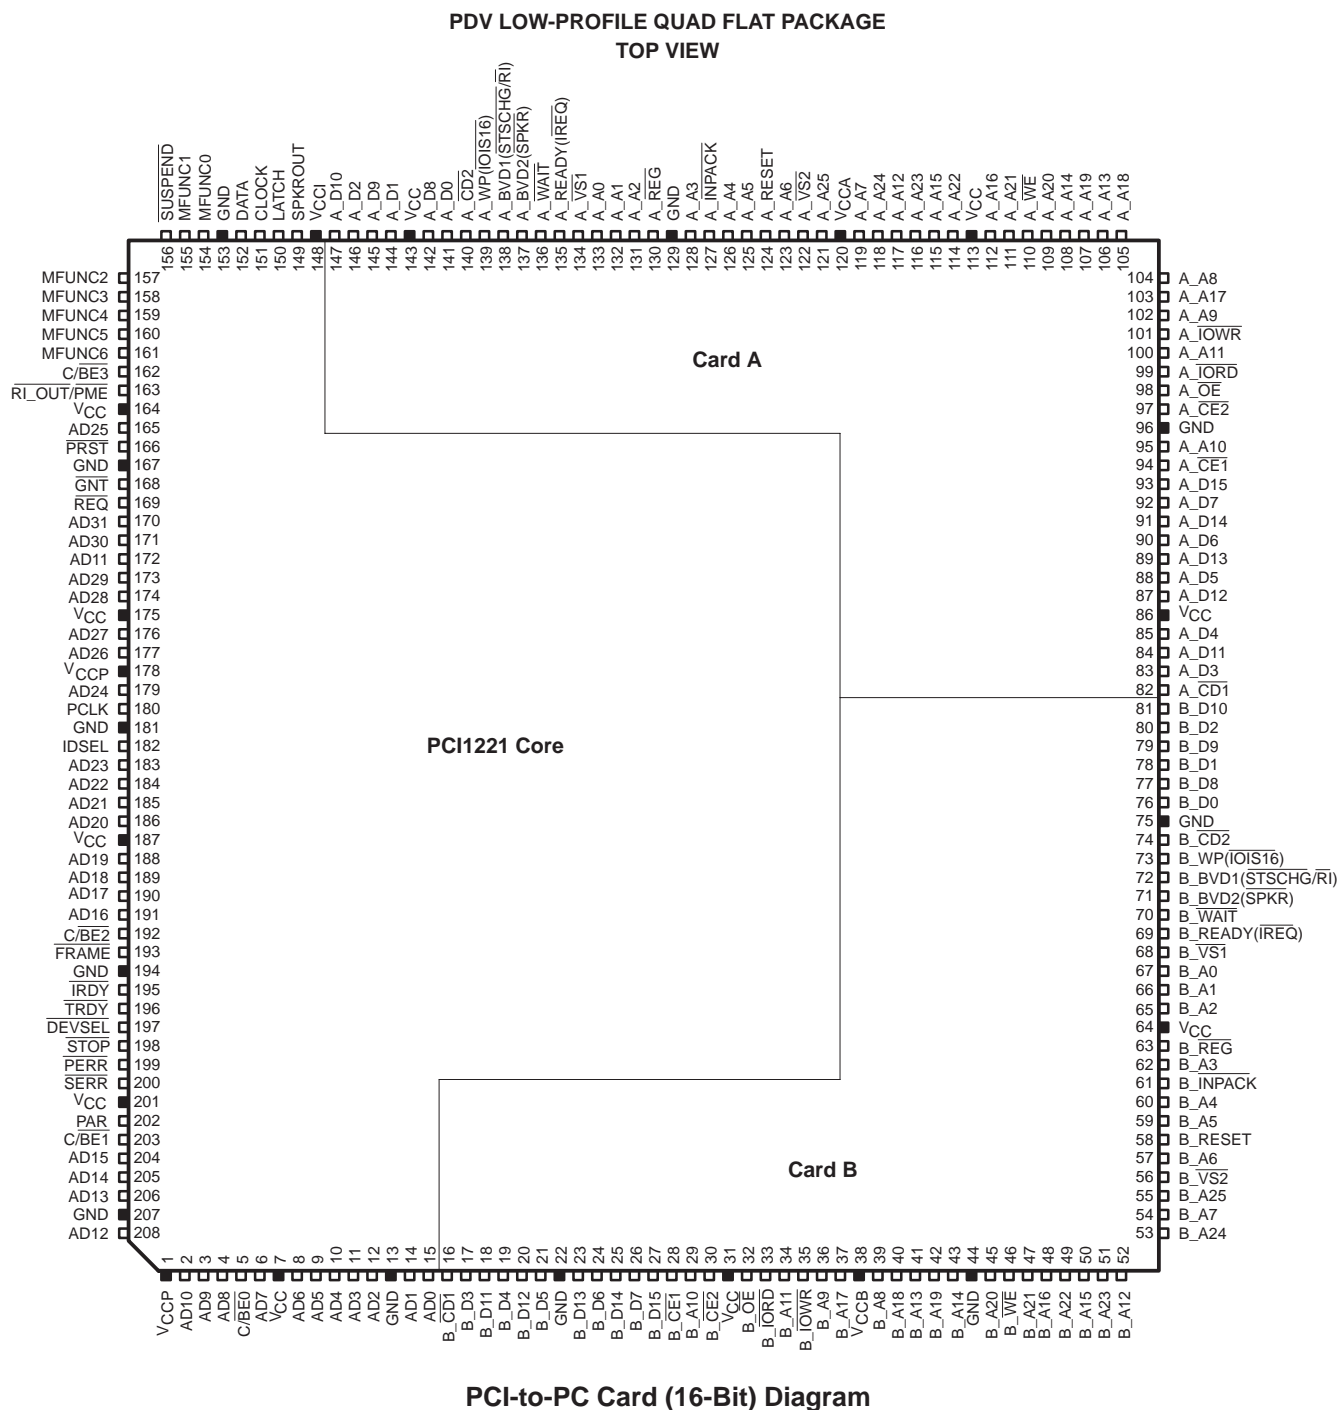 PDV LOW-PROFILE QUAD FLAT PACKAGE
TOP VIEW
SUSPEND
MFUNC1
MFUNC0
GND
DATA
CLOCK
LATCH
SPKROUT
VCCI
A_D10
A_D2
A_D9
A_D1
VCC
A_D8
A_D0
A_CD2
A_WP(IOIS16)
A_BVD1(STSCHG/RI)
A_BVD2(SPKR)
A_WAIT
A_READY(IREQ)
A_VS1
A_A0
A_A1
A_A2
A_REG
GND
A_A3
A_INPACK
A_A4
A_A5
A_RESET
A_A6
A_VS2
A_A25
VCCA
A_A7
A_A24
A_A12
A_A23
A_A15
A_A22
VCC
A_A16
A_A21
A_WE
A_A20
A_A14
A_A19
A_A13
A_A18
156 155 154 153 152 151 150 149 148 147 146 145 144 143 142 141 140 139 138 137 136 135 134 133 132 131 130 129 128 127 126 125 124 123 122 121 120 119 118 117 116 115 114 113 112 111 110 109 108 107 106 105
MFUNC2 157
MFUNC3 158
MFUNC4 159
MFUNC5 160
MFUNC6 161
C/BE3 162
RI_OUT/PME 163
VCC 164
AD25 165
PRST 166
GND 167
GNT 168
REQ 169
AD31 170
AD30 171
AD11 172
AD29 173
AD28 174
VCC 175
AD27 176
AD26 177
VCCP 178
AD24 179
PCLK 180
GND 181
IDSEL 182
AD23 183
AD22 184
AD21 185
AD20 186
VCC 187
AD19 188
AD18 189
AD17 190
AD16 191
C/BE2 192
FRAME 193
GND 194
IRDY 195
TRDY 196
DEVSEL 197
STOP 198
PERR 199
SERR 200
VCC 201
PAR 202
C/BE1 203
AD15 204
AD14 205
AD13 206
GND 207
AD12 208
Card A
PCI1221 Core
Card B
104 A_A8
103 A_A17
102 A_A9
101 A_IOWR
100 A_A11
99 A_IORD
98 A_OE
97 A_CE2
96 GND
95 A_A10
94 A_CE1
93 A_D15
92 A_D7
91 A_D14
90 A_D6
89 A_D13
88 A_D5
87 A_D12
86 VCC
85 A_D4
84 A_D11
83 A_D3
82 A_CD1
81 B_D10
80 B_D2
79 B_D9
78 B_D1
77 B_D8
76 B_D0
75 GND
74 B_CD2
73 B_WP(IOIS16)
72 B_BVD1(STSCHG/RI)
71 B_BVD2(SPKR)
70 B_WAIT
69 B_READY(IREQ)
68 B_VS1
67 B_A0
66 B_A1
65 B_A2
64 VCC
63 B_REG
62 B_A3
61 B_INPACK
60 B_A4
59 B_A5
58 B_RESET
57 B_A6
56 B_VS2
55 B_A25
54 B_A7
53 B_A24
1 2 3 4 5 6 7 8 9 10 11 12 13 14 15 16 17 18 19 20 21 22 23 24 25 26 27 28 29 30 31 32 33 34 35 36 37 38 39 40 41 42 43 44 45 46 47 48 49 50 51 52
VCCP
AD10
AD9
AD8
C/BE0
AD7
VCC
AD6
AD5
AD4
AD3
AD2
GND
AD1
AD0
B_CD1
B_D3
B_D11
B_D4
B_D12
B_D5
GND
B_D13
B_D6
B_D14
B_D7
B_D15
B_CE1
B_A10
B_CE2
VCC
B_OE
B_IORD
B_A11
B_IOWR
B_A9
B_A17
VCCB
B_A8
B_A18
B_A13
B_A19
B_A14
GND
B_A20
B_WE
B_A21
B_A16
B_A22
B_A15
B_A23
B_A12
PCI-to-PC Card (16-Bit) Diagram